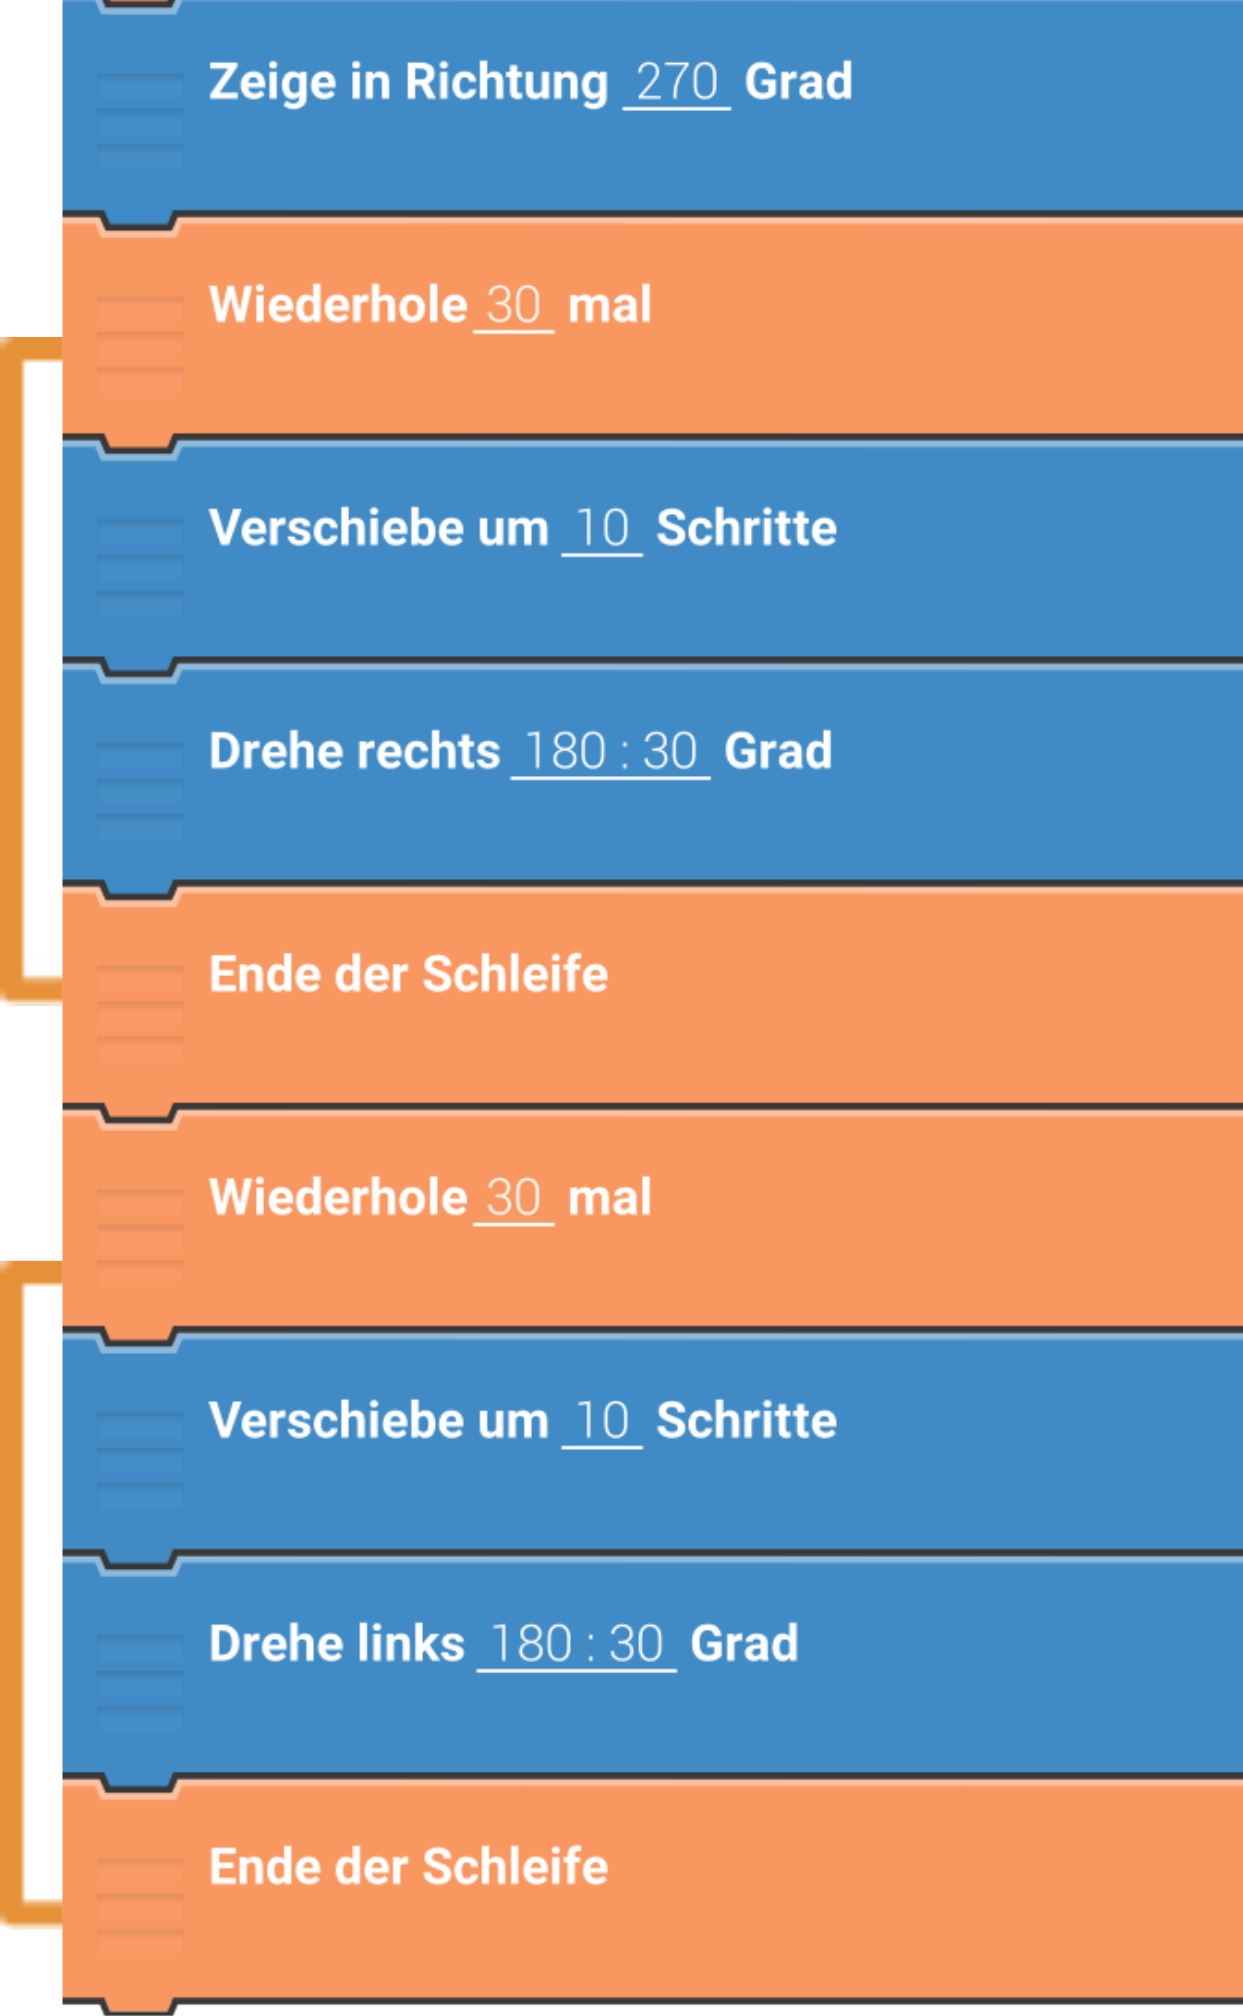 Zeige in Richtung 270 Grad
Wiederhole 30 mal
Verschiebe um 10 Schritte
Drehe rechts 180 : 30 Grad
Ende der Schleife
Wiederhole 30 mal
Verschiebe um 10 Schritte
Drehe links 180 : 30 Grad
Ende der Schleife